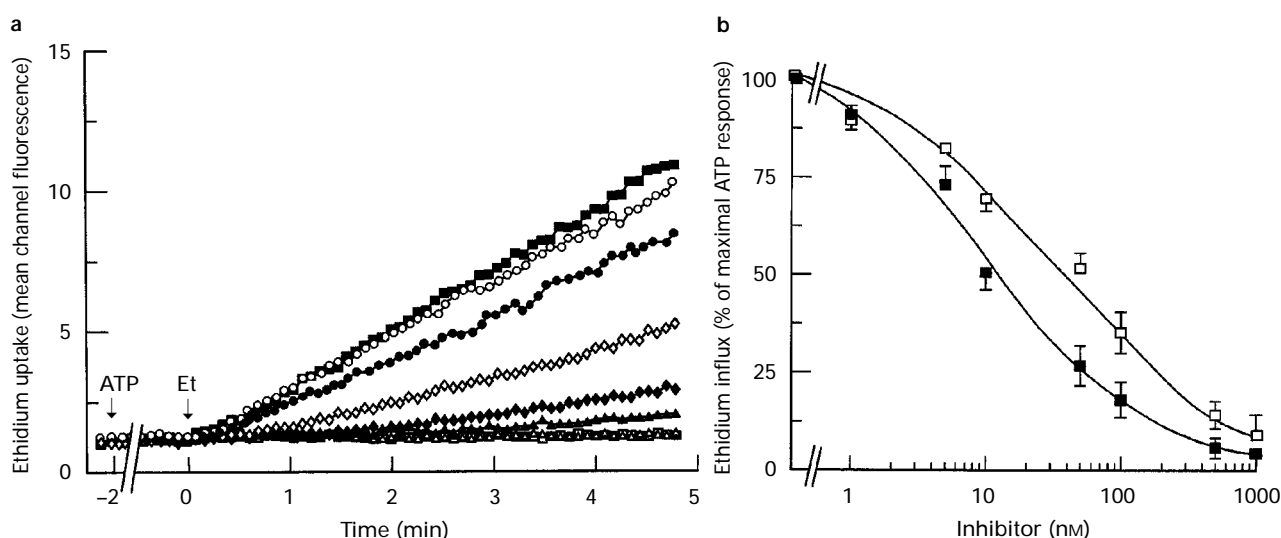 a
Ethidium uptake (mean channel fluorescence)
15
10
5
0
ATP
Et
–2 0 1 2 3 4 5
Time (min)
b
Ethidium influx (% of maximal ATP response)
100
75
50
25
0
1 10 100 1000
Inhibitor (nM)